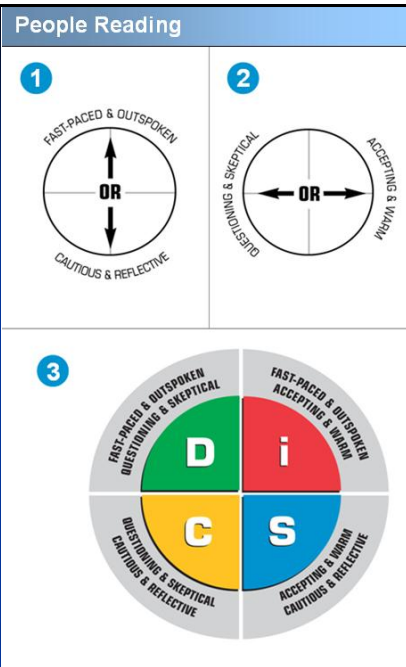 People Reading
1
FAST-PACED & OUTSPOKEN
OR
CAUTIOUS & REFLECTIVE
2
QUESTIONING & SKEPTICAL
OR
ACCEPTING & WARM
3
FAST-PACED & OUTSPOKEN
QUESTIONING & SKEPTICAL
D
FAST-PACED & OUTSPOKEN
ACCEPTING & WARM
i
C
QUESTIONING & SKEPTICAL
CAUTIOUS & REFLECTIVE
S
ACCEPTING & WARM
CAUTIOUS & REFLECTIVE